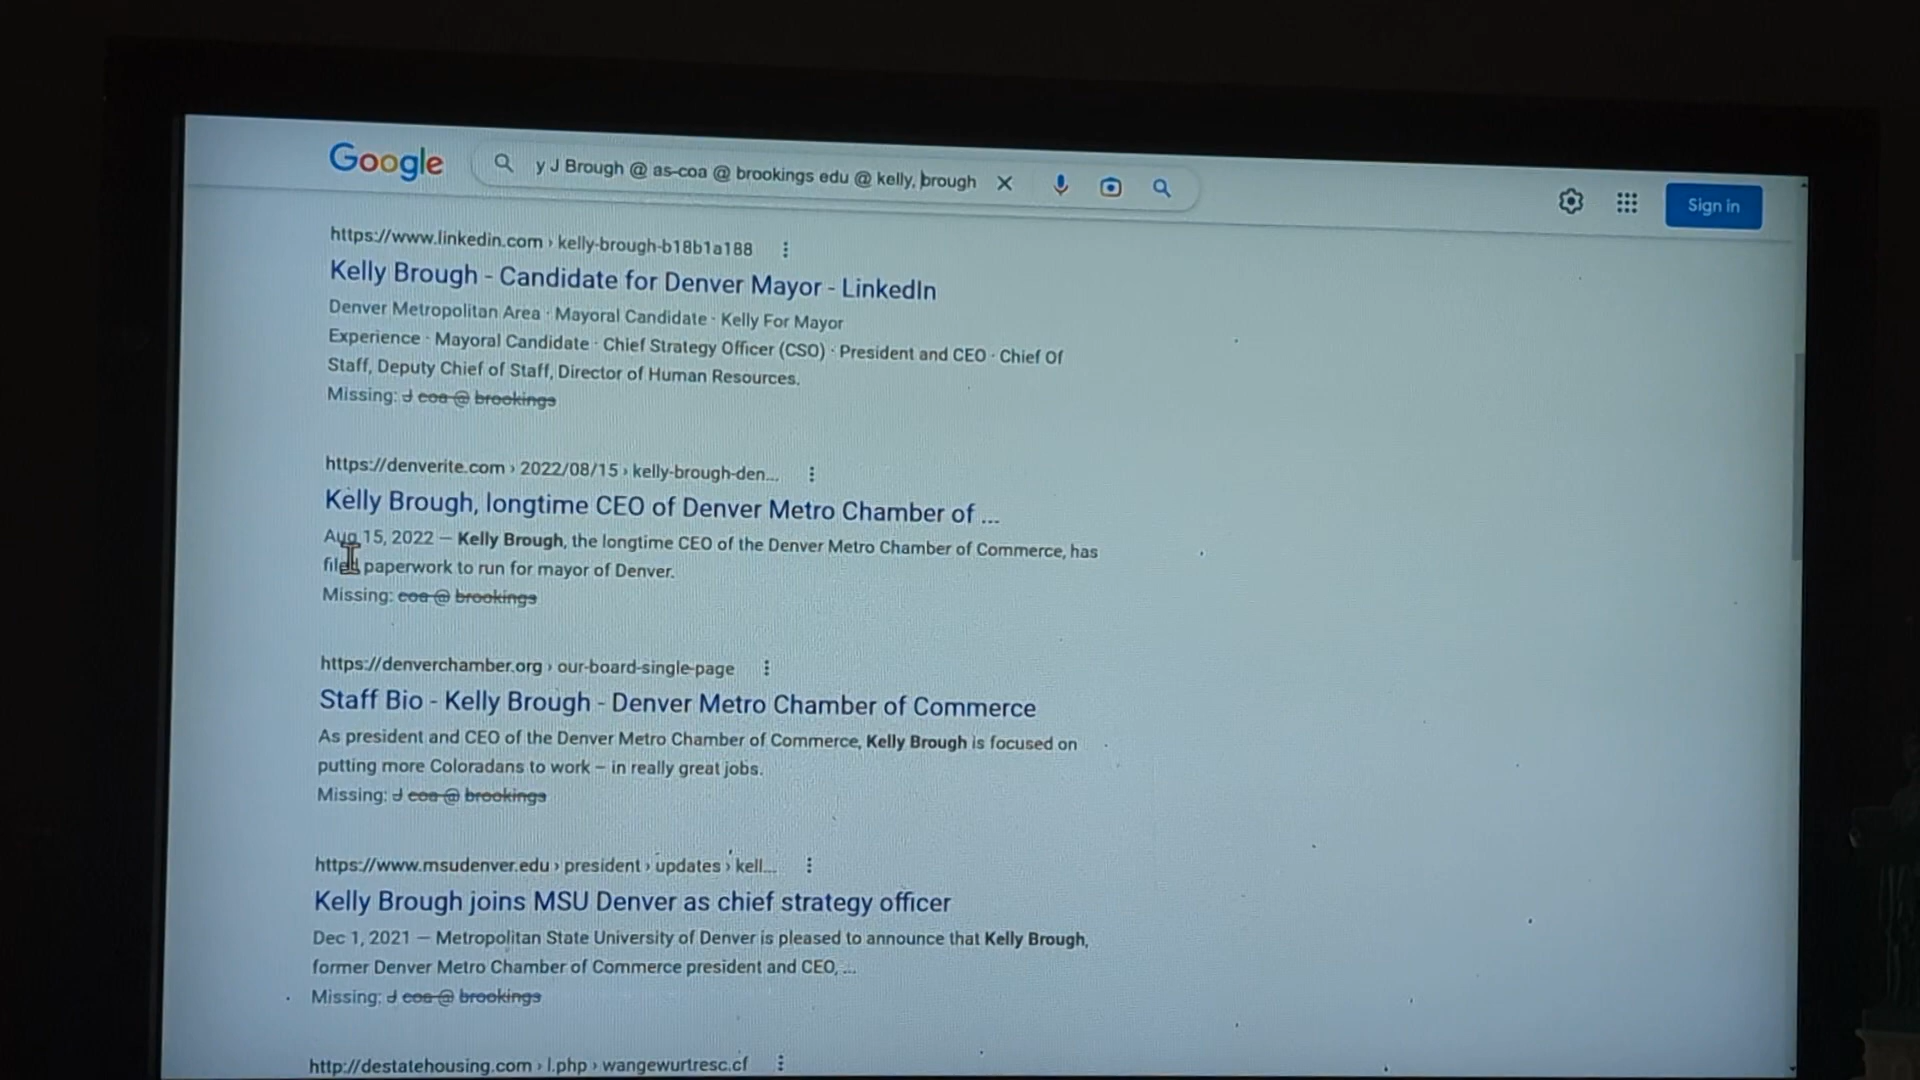 Google
y J Brough @ as-coa @ brookings edu @ kelly, brough
Sign in
https://www.linkedin.com › kelly-brough-b18b1a188
Kelly Brough - Candidate for Denver Mayor - LinkedIn
Denver Metropolitan Area · Mayoral Candidate · Kelly For Mayor
Experience · Mayoral Candidate · Chief Strategy Officer (CSO) · President and CEO · Chief Of
Staff, Deputy Chief of Staff, Director of Human Resources.
Missing: J coa @ brookings
https://denverite.com › 2022/08/15 › kelly-brough-den...
Kelly Brough, longtime CEO of Denver Metro Chamber of ...
Aug 15, 2022 — Kelly Brough, the longtime CEO of the Denver Metro Chamber of Commerce, has
filed paperwork to run for mayor of Denver.
Missing: coa @ brookings
https://denverchamber.org › our-board-single-page
Staff Bio - Kelly Brough - Denver Metro Chamber of Commerce
As president and CEO of the Denver Metro Chamber of Commerce, Kelly Brough is focused on
putting more Coloradans to work – in really great jobs.
Missing: J coa @ brookings
https://www.msudenver.edu › president › updates › kell...
Kelly Brough joins MSU Denver as chief strategy officer
Dec 1, 2021 — Metropolitan State University of Denver is pleased to announce that Kelly Brough,
former Denver Metro Chamber of Commerce president and CEO, ...
Missing: J coa @ brookings
http://destatehousing.com › l.php › wangewurtresc.cf